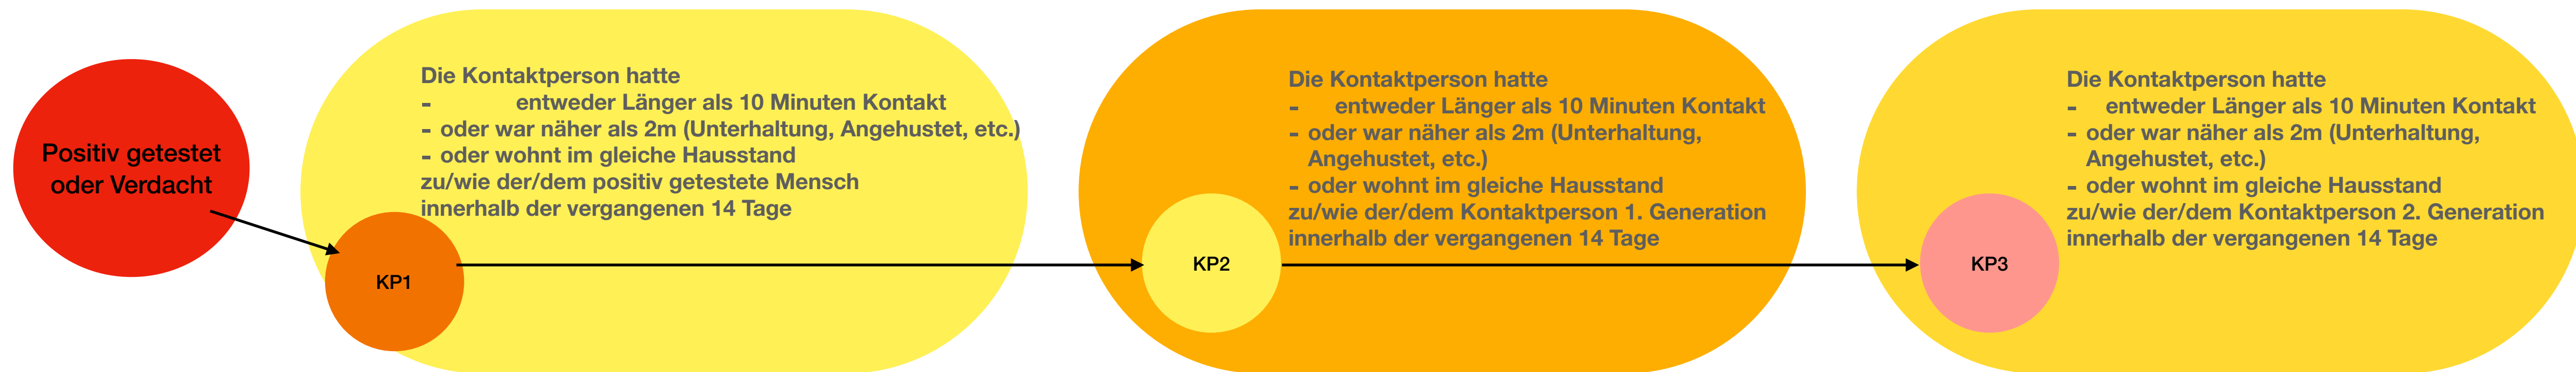 Positiv getestet
oder Verdacht
Die Kontaktperson hatte
- entweder Länger als 10 Minuten Kontakt
- oder war näher als 2m (Unterhaltung, Angehustet, etc.)
- oder wohnt im gleiche Hausstand
zu/wie der/dem positiv getestete Mensch
innerhalb der vergangenen 14 Tage
KP1
Die Kontaktperson hatte
- entweder Länger als 10 Minuten Kontakt
- oder war näher als 2m (Unterhaltung,
Angehustet, etc.)
- oder wohnt im gleiche Hausstand
zu/wie der/dem Kontaktperson 1. Generation
innerhalb der vergangenen 14 Tage
KP2
Die Kontaktperson hatte
- entweder Länger als 10 Minuten Kontakt
- oder war näher als 2m (Unterhaltung,
Angehustet, etc.)
- oder wohnt im gleiche Hausstand
zu/wie der/dem Kontaktperson 2. Generation
innerhalb der vergangenen 14 Tage
KP3